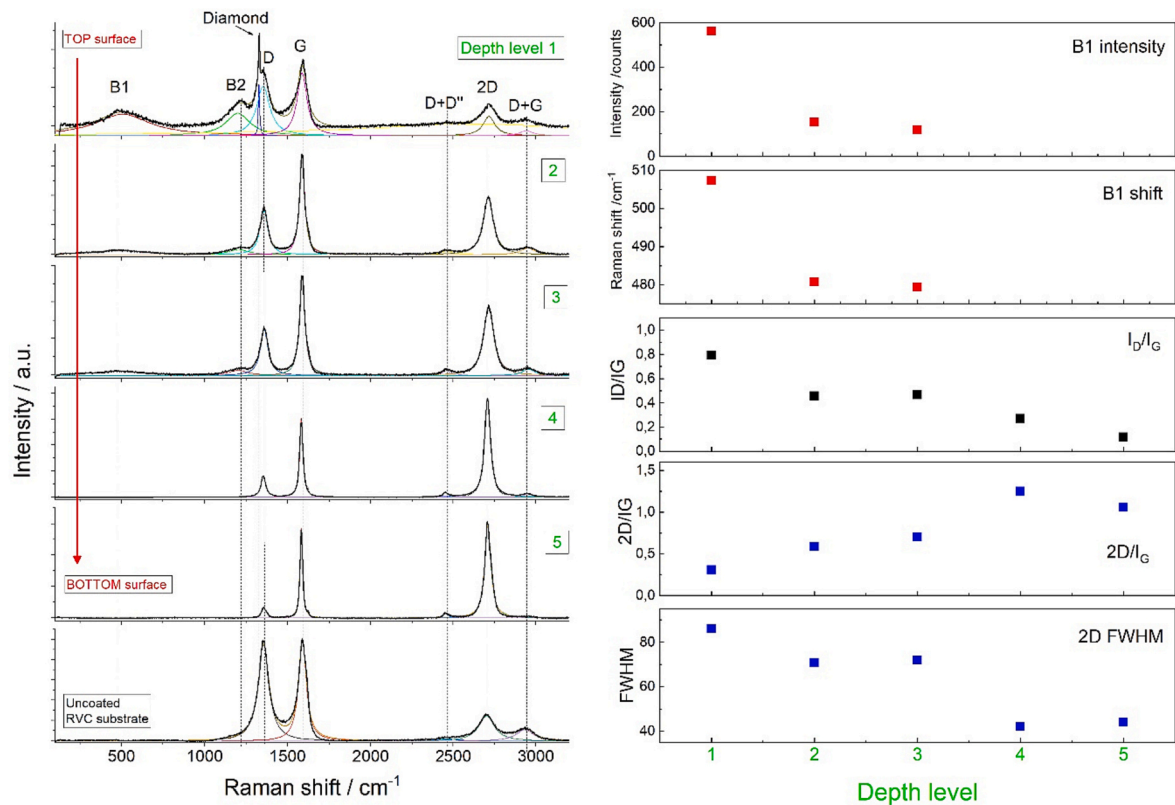 Diamond
TOP surface
Depth level 1
B1
B2
D
G
D+D"
2D
D+G
2
3
4
5
BOTTOM surface
Uncoated
RVC substrate
Intensity / a.u.
0
500
1000
1500
2000
2500
3000
Raman shift / cm⁻¹
B1 intensity
Intensity /counts
600
400
200
0
B1 shift
Raman shift /cm⁻¹
510
500
490
480
I_D/I_G
ID/IG
1,0
0,8
0,6
0,4
0,2
0,0
2D/I_G
2D/IG
1,5
1,0
0,5
0,0
2D FWHM
FWHM
80
60
40
1
2
3
4
5
Depth level